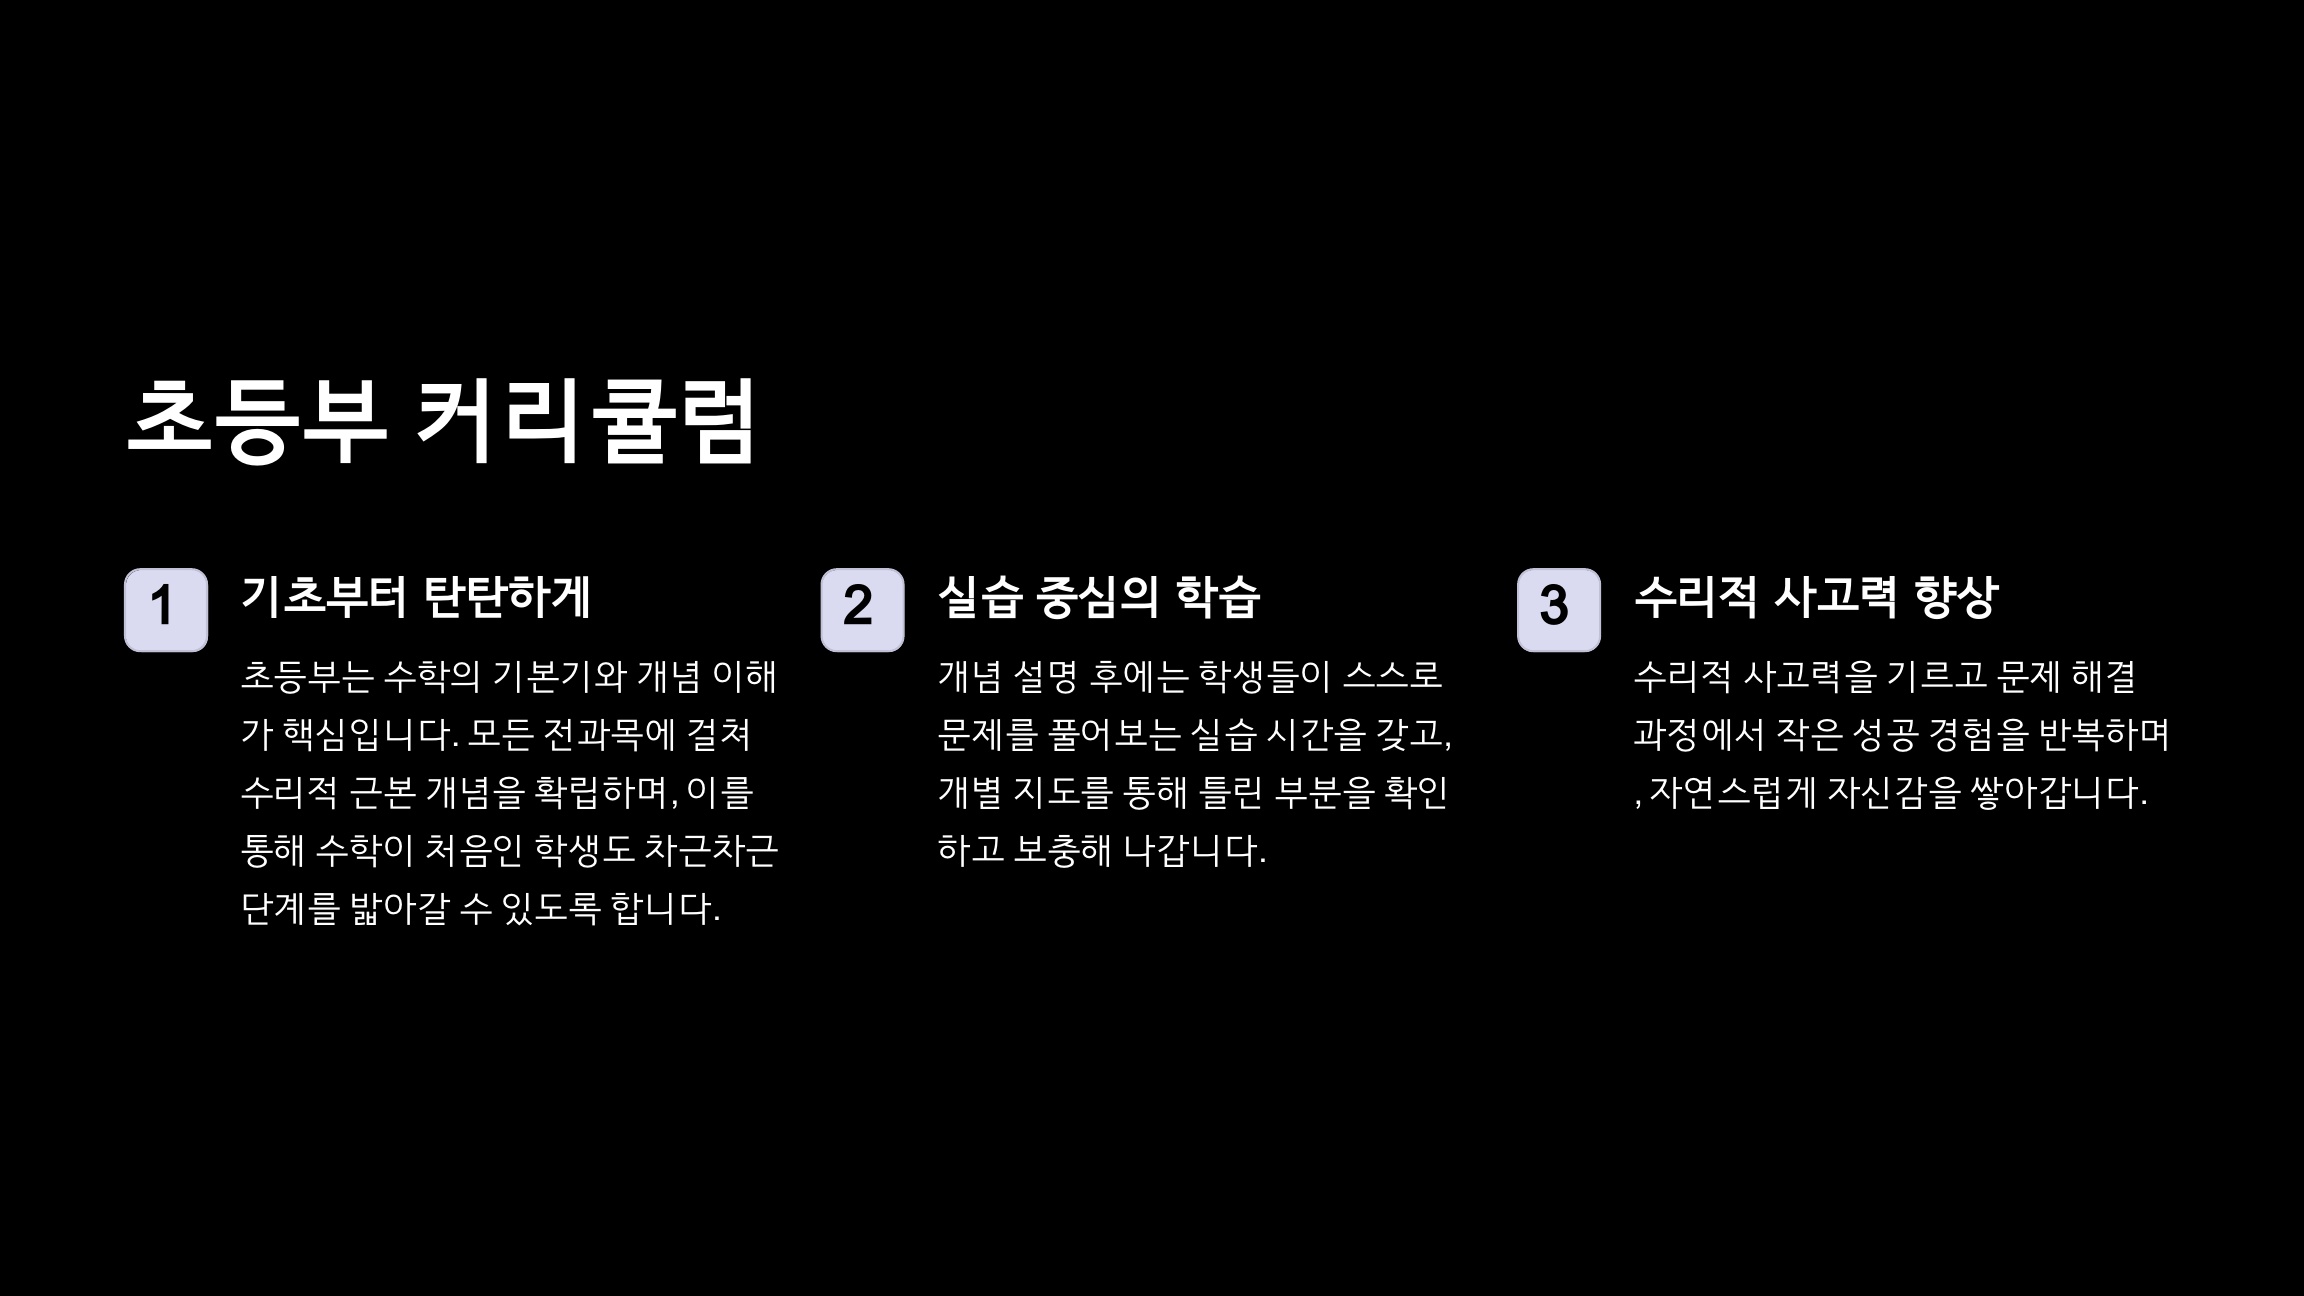 초등부 커리큘럼
1
기초부터 탄탄하게
초등부는 수학의 기본기와 개념 이해
가 핵심입니다. 모든 전과목에 걸쳐
수리적 근본 개념을 확립하며, 이를
통해 수학이 처음인 학생도 차근차근
단계를 밟아갈 수 있도록 합니다.
2
실습 중심의 학습
개념 설명 후에는 학생들이 스스로
문제를 풀어보는 실습 시간을 갖고,
개별 지도를 통해 틀린 부분을 확인
하고 보충해 나갑니다.
3
수리적 사고력 향상
수리적 사고력을 기르고 문제 해결
과정에서 작은 성공 경험을 반복하며
, 자연스럽게 자신감을 쌓아갑니다.